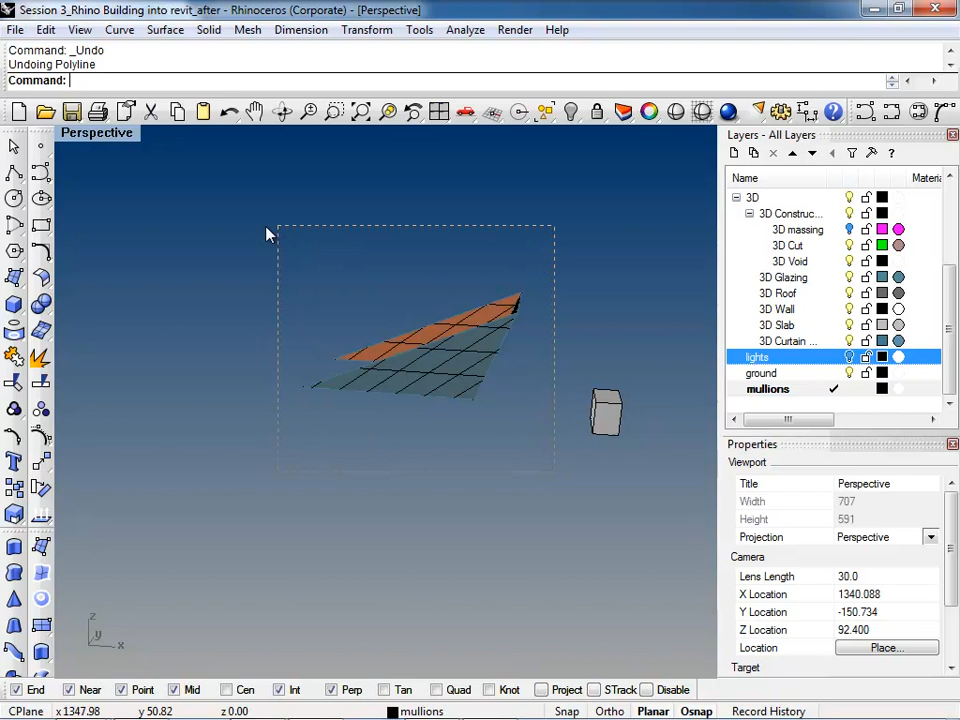 Session 3_Rhino Building into revit_after - Rhinoceros (Corporate) - [Perspective]
File Edit View Curve Surface Solid Mesh Dimension Transform Tools Analyze Render Help
Command: _Undo
Undoing Polyline
Command:
Perspective
Layers - All Layers
Name Materia
3D
3D Construc...
3D massing
3D Cut
3D Void
3D Glazing
3D Roof
3D Wall
3D Slab
3D Curtain ...
lights
ground
mullions
Properties
Viewport
Title Perspective
Width 707
Height 591
Projection Perspective
Camera
Lens Length 30.0
X Location 1340.088
Y Location -150.734
Z Location 92.400
Location Place...
Target
z
y
x
End Near Point Mid Cen Int Perp Tan Quad Knot Project STrack Disable
CPlane x 1347.98 y 50.82 z 0.00 mullions Snap Ortho Planar Osnap Record History